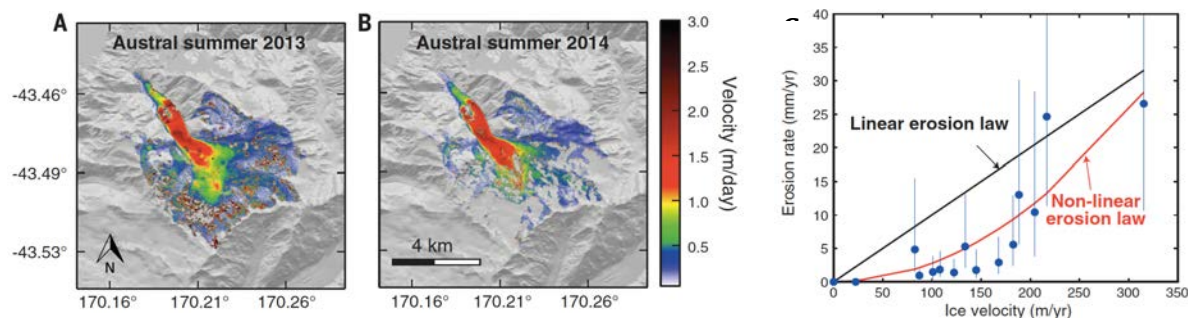 A
Austral summer 2013
-43.46°
-43.49°
-43.53°
N
170.16°
170.21°
170.26°
B
Austral summer 2014
4 km
170.16°
170.21°
170.26°
3.0
2.5
2.0
1.5
1.0
0.5
Velocity (m/day)
Erosion rate (mm/yr)
40
35
30
25
20
15
10
5
0
Linear erosion law
Non-linear
erosion law
0
50
100
150
200
250
300
350
Ice velocity (m/yr)